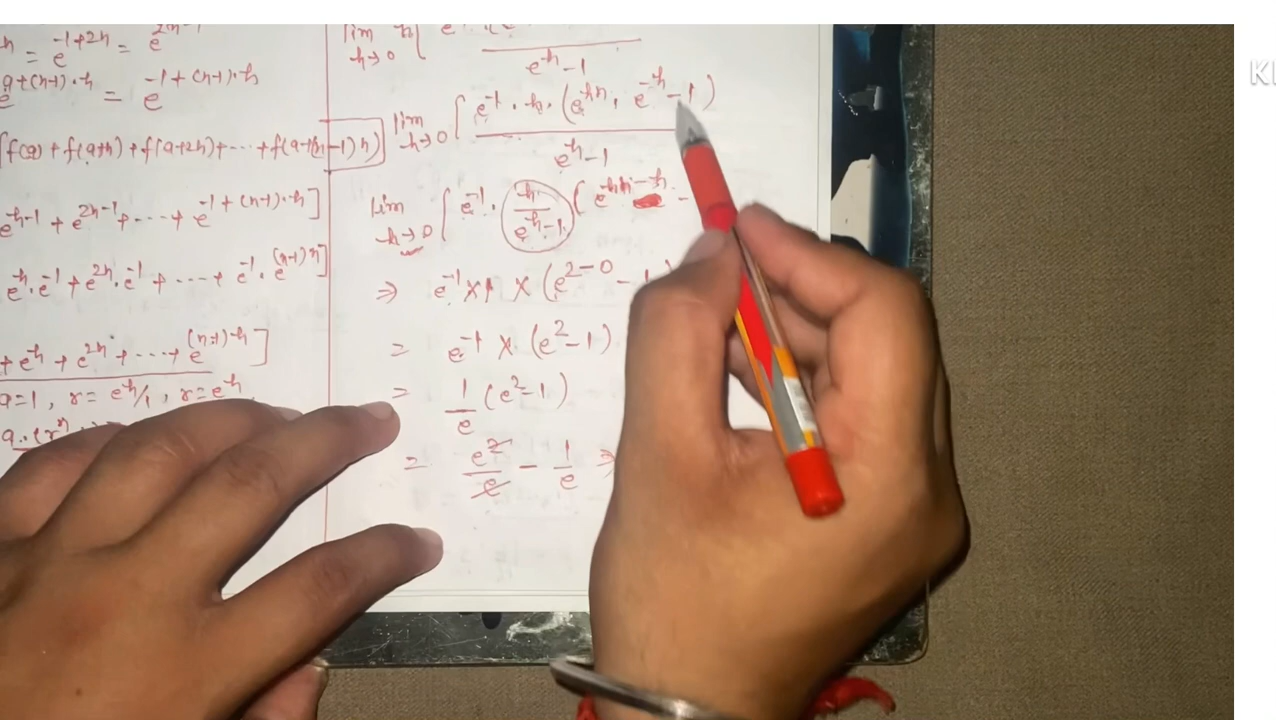 h = e^{-1+2h} = e^{2h-1}
e^{a+(n-1)·h} = e^{-1+(n-1)·h}
[f(a) + f(a+h) + f(a+2h) + ---- + f(a+(n-1)h)]
e^{h-1} + e^{2h-1} + ---- + e^{-1+(n-1)·h}]
e^{h}·e^{-1} + e^{2h}·e^{-1} + ---- + e^{-1}·e^{(n-1)h}]
+ e^{h} + e^{2h} + ---- + e^{(n-1)·h}]
a=1, r= e^{h}/1, r=e^{h}
a·(r^{n}
lim h→0
e^{h}-1
lim h→0 [e^{-1}·h·(e^{hn}·e^{-h}-1)
e^{h}-1
lim h→0 [e^{-1}· h/(e^{h}-1) (e^{hn-h} -
⇒ e^{-1} × 1 × (e^{2-0} - 1)
= e^{-1} × (e^{2}-1)
= 1/e (e^{2}-1)
= e^{2}/e - 1/e ⇒